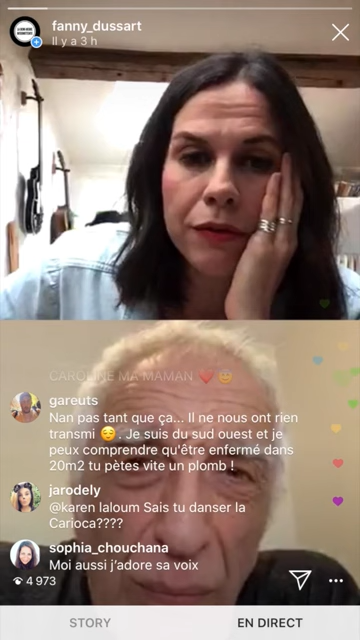 fanny_dussart
Il y a 3 h
CAROLINE MA MAMAN ❤️😇
gareuts
Nan pas tant que ça... Il ne nous ont rien
transmi 😌. Je suis du sud ouest et je
peux comprendre qu'être enfermé dans
20m2 tu pètes vite un plomb !
jarodely
@karen laloum Sais tu danser la
Carioca????
sophia_chouchana
Moi aussi j'adore sa voix
4 973
STORY
EN DIRECT